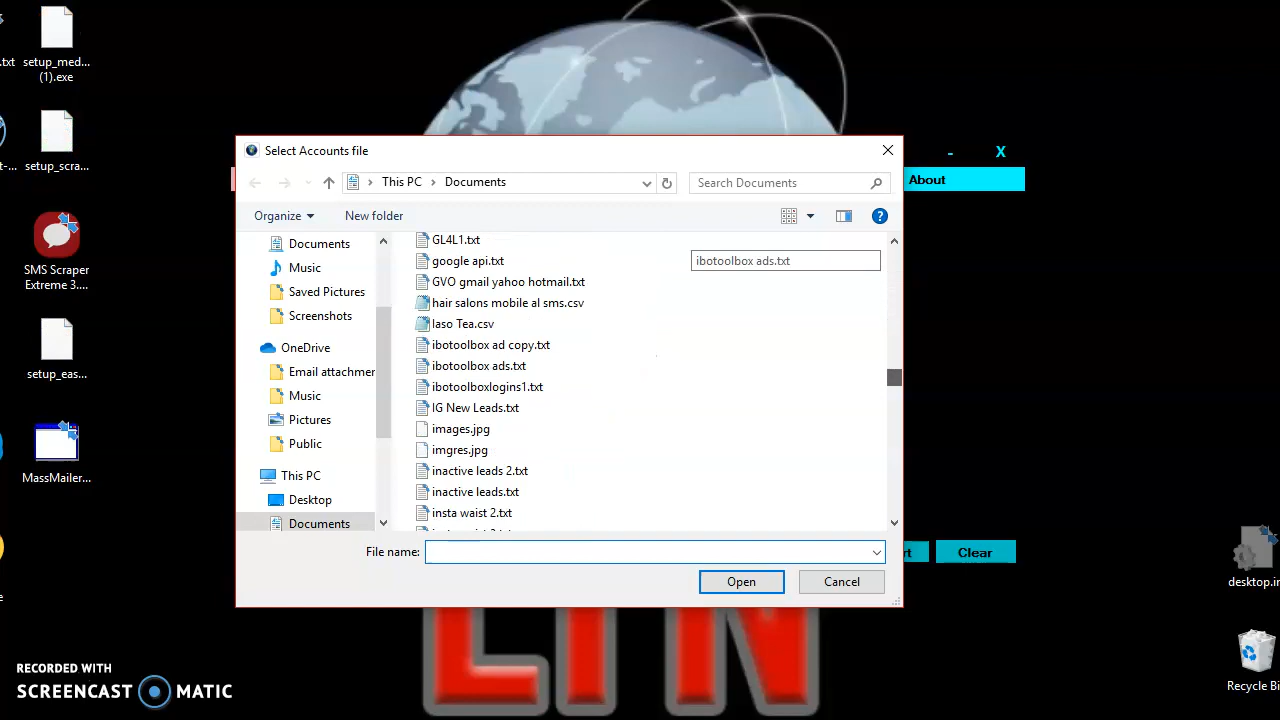 .txt
setup_med...
(1).exe
t-...
setup_scra...
SMS Scraper
Extreme 3....
setup_eas...
MassMailer...
e
RECORDED WITH
SCREENCAST MATIC
Select Accounts file
This PC
Documents
Search Documents
Organize
New folder
Documents
Music
Saved Pictures
Screenshots
OneDrive
Email attachmer
Music
Pictures
Public
This PC
Desktop
Documents
GL4L1.txt
google api.txt
GVO gmail yahoo hotmail.txt
hair salons mobile al sms.csv
Iaso Tea.csv
ibotoolbox ad copy.txt
ibotoolbox ads.txt
ibotoolboxlogins1.txt
IG New Leads.txt
images.jpg
imgres.jpg
inactive leads 2.txt
inactive leads.txt
insta waist 2.txt
ibotoolbox ads.txt
File name:
Open
Cancel
- X
About
rt
Clear
desktop.in
Recycle Bi
LTN